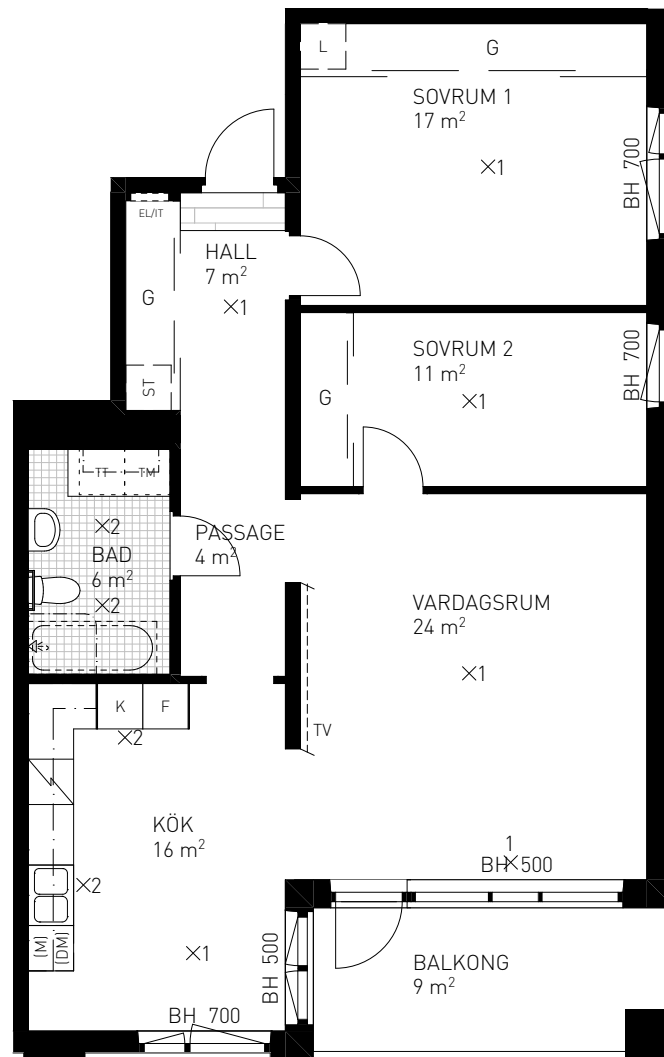 L
G
SOVRUM 1
17 m²
×1
BH 700
EL/IT
HALL
7 m²
G
×1
ST
SOVRUM 2
11 m²
×1
G
BH 700
TT
TM
×2
BAD
6 m²
×2
PASSAGE
4 m²
VARDAGSRUM
24 m²
×1
TV
K
F
×2
KÖK
16 m²
×2
(M)
(DM)
×1
BH 700
BH 500
1
×
BH 500
BALKONG
9 m²